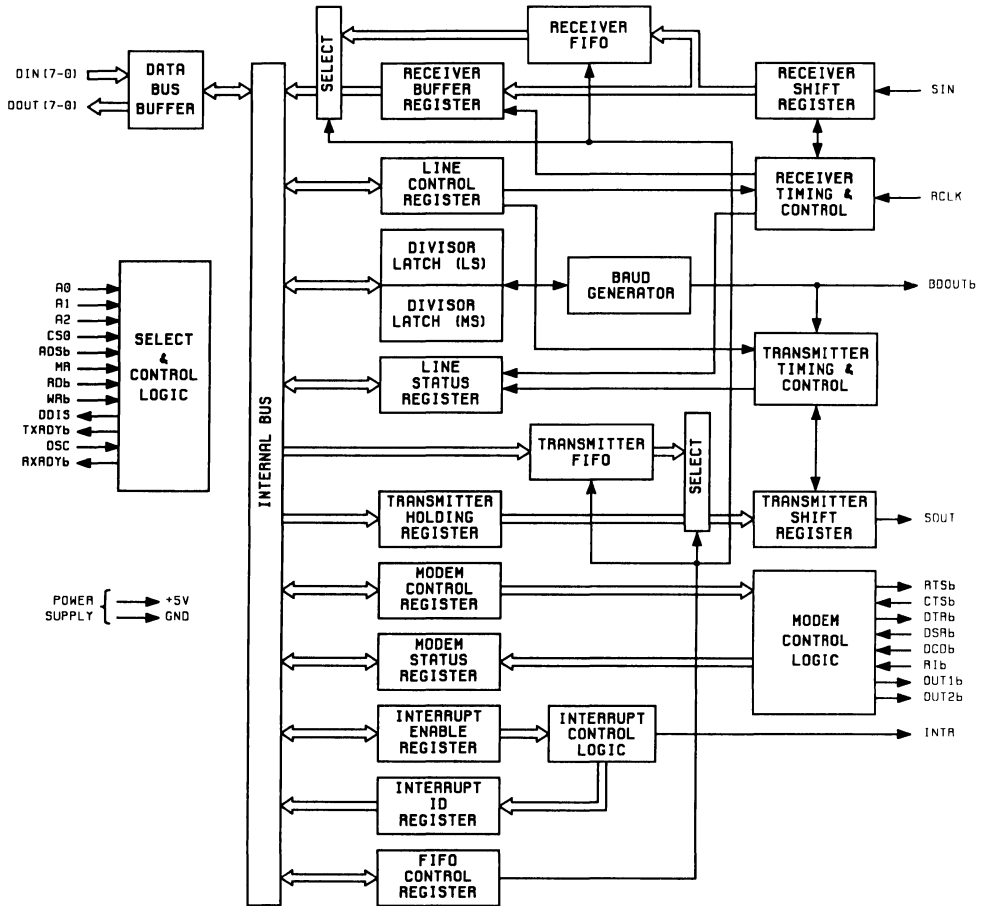 DIN (7-0)
DOUT (7-0)
DATA
BUS
BUFFER
INTERNAL BUS
SELECT
RECEIVER
FIFO
RECEIVER
BUFFER
REGISTER
RECEIVER
SHIFT
REGISTER
SIN
LINE
CONTROL
REGISTER
RECEIVER
TIMING &
CONTROL
RCLK
DIVISOR
LATCH (LS)
DIVISOR
LATCH (MS)
BAUD
GENERATOR
BDOUTb
A0
A1
A2
CS0
ADSb
MR
RDb
WRb
DDIS
TXRDYb
OSC
RXRDYb
SELECT
&
CONTROL
LOGIC
LINE
STATUS
REGISTER
TRANSMITTER
TIMING &
CONTROL
TRANSMITTER
FIFO
SELECT
TRANSMITTER
HOLDING
REGISTER
TRANSMITTER
SHIFT
REGISTER
SOUT
POWER
SUPPLY
+5V
GND
MODEM
CONTROL
REGISTER
MODEM
STATUS
REGISTER
MODEM
CONTROL
LOGIC
RTSb
CTSb
DTRb
DSRb
DCDb
RIb
OUT1b
OUT2b
INTERRUPT
ENABLE
REGISTER
INTERRUPT
CONTROL
LOGIC
INTR
INTERRUPT
ID
REGISTER
FIFO
CONTROL
REGISTER